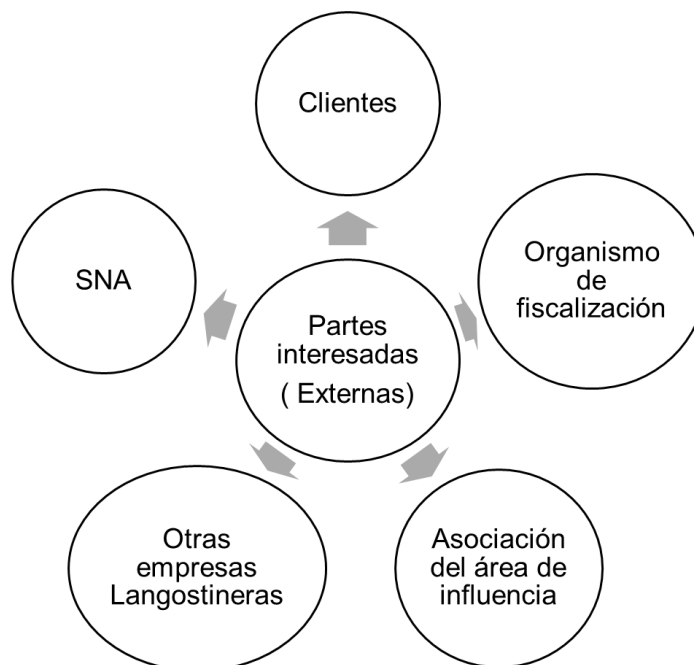 Clientes
SNA
Organismo
de
fiscalización
Partes
interesadas
( Externas)
Otras
empresas
Langostineras
Asociación
del área de
influencia